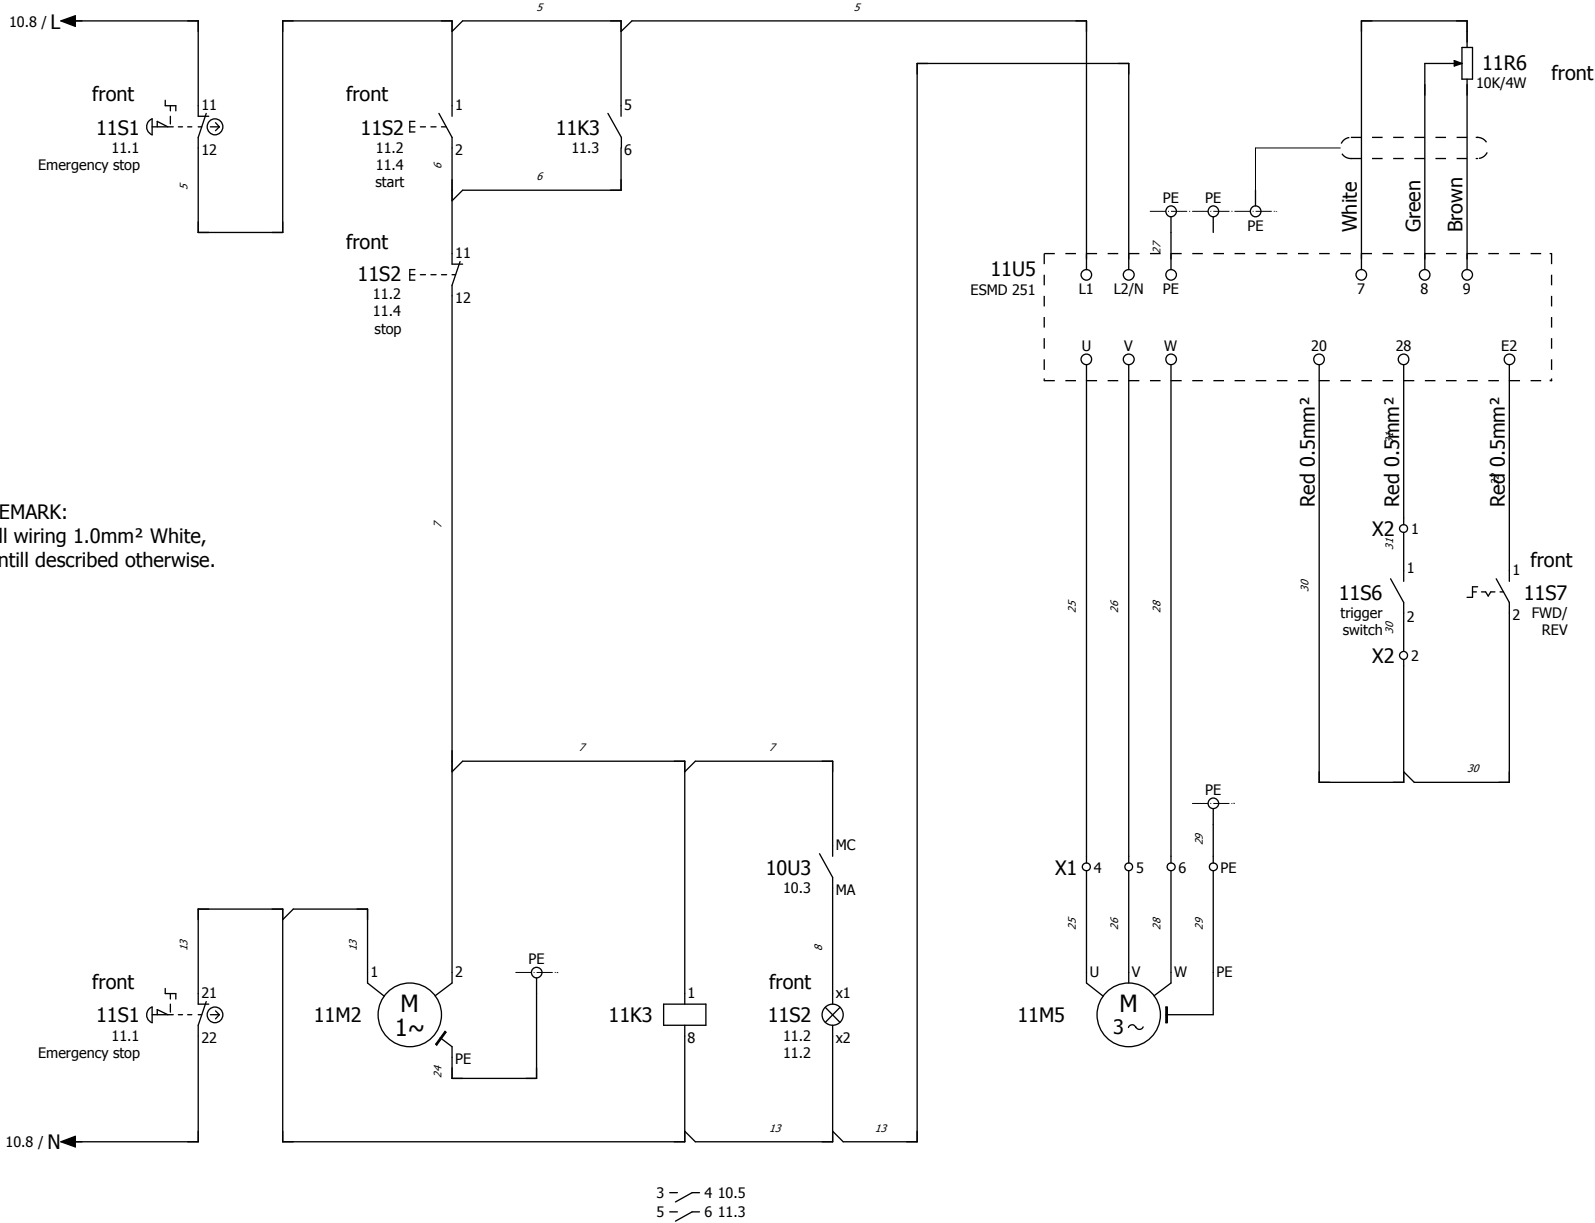 10.8 / L
5
5
front
11S1
11.1
Emergency stop
11
12
5
front
11S2
11.2
11.4
start
1
2
6
11K3
11.3
5
6
6
front
11S2
11.2
11.4
stop
11
12
11R6
10K/4W
front
White
Green
Brown
PE
PE
PE
27
11U5
ESMD 251
L1
L2/N
PE
7
8
9
U
V
W
20
28
E2
Red 0.5mm²
Red 0.5mm²
Red 0.5mm²
EMARK:
ll wiring 1.0mm² White,
ntill described otherwise.
7
25
26
28
30
X2
1
31
11S6
trigger
switch
1
2
30
X2
2
front
11S7
FWD/
REV
1
2
30
7
7
10U3
10.3
MC
MA
8
PE
29
X1
4
5
6
PE
25
26
28
29
13
13
front
11S1
11.1
Emergency stop
21
22
11M2
1
2
M
1~
PE
24
PE
11K3
1
8
front
11S2
11.2
11.2
x1
x2
11M5
U
V
W
PE
M
3~
10.8 / N
13
13
3
4 10.5
5
6 11.3